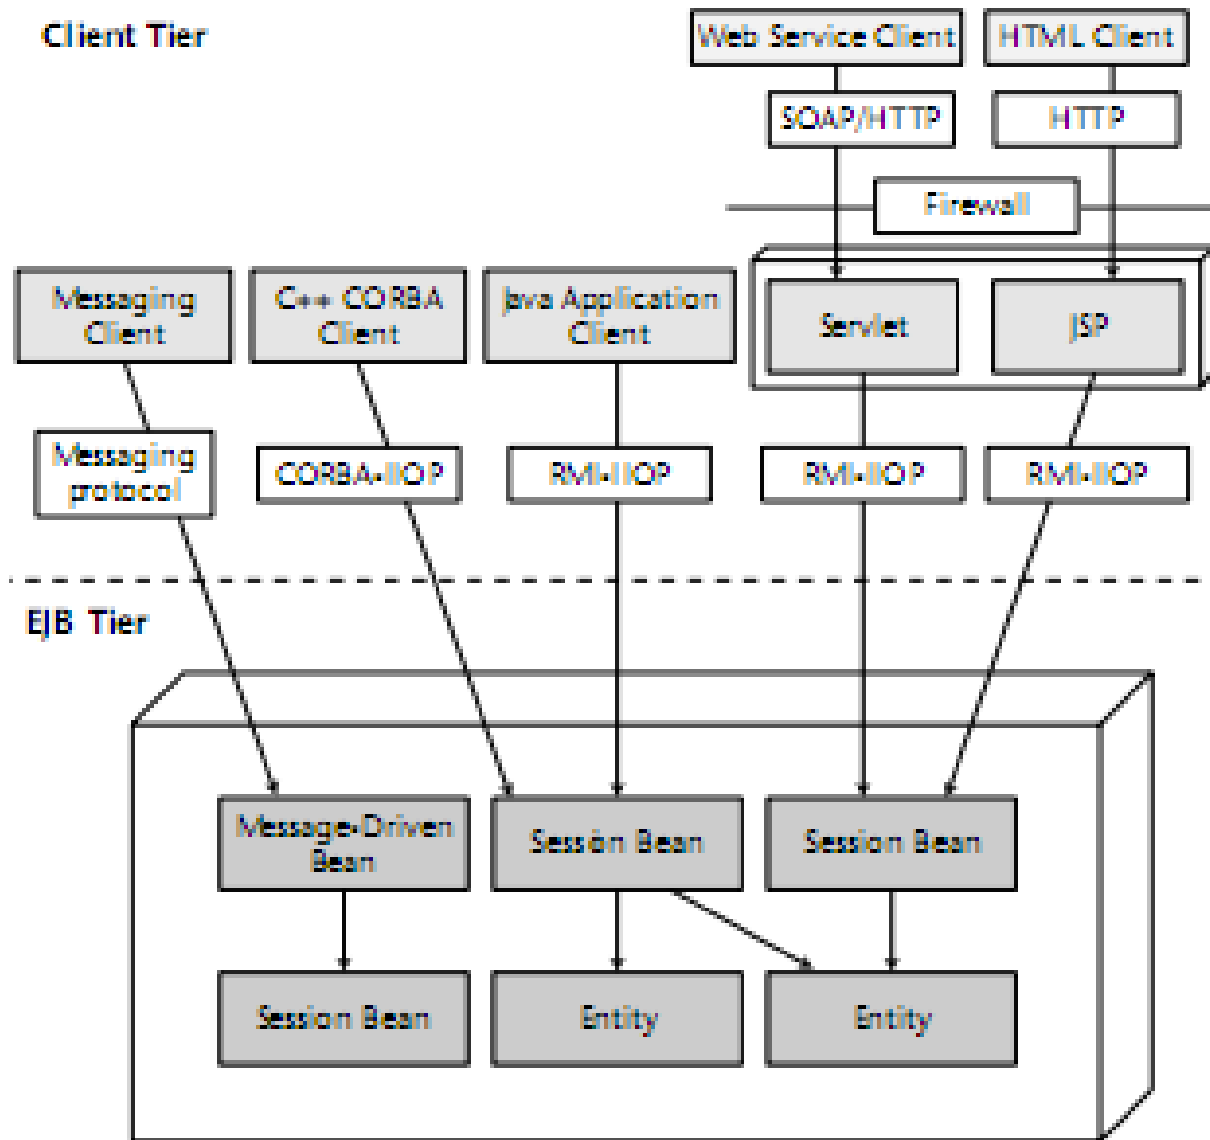 Client Tier
Web Service Client
HTML Client
SOAP/HTTP
HTTP
Firewall
Messaging
Client
C++ CORBA
Client
Java Application
Client
Servlet
JSP
Messaging
protocol
CORBA-IIOP
RMI-IIOP
RMI-IIOP
RMI-IIOP
EJB Tier
Message-Driven
Bean
Session Bean
Session Bean
Session Bean
Entity
Entity